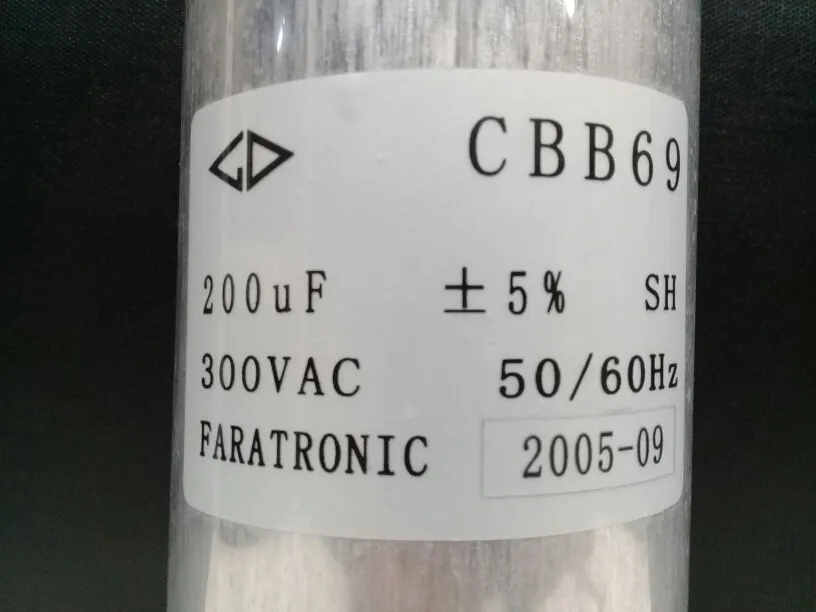 CBB69
200uF ±5% SH
300VAC 50/60Hz
FARATRONIC 2005-09